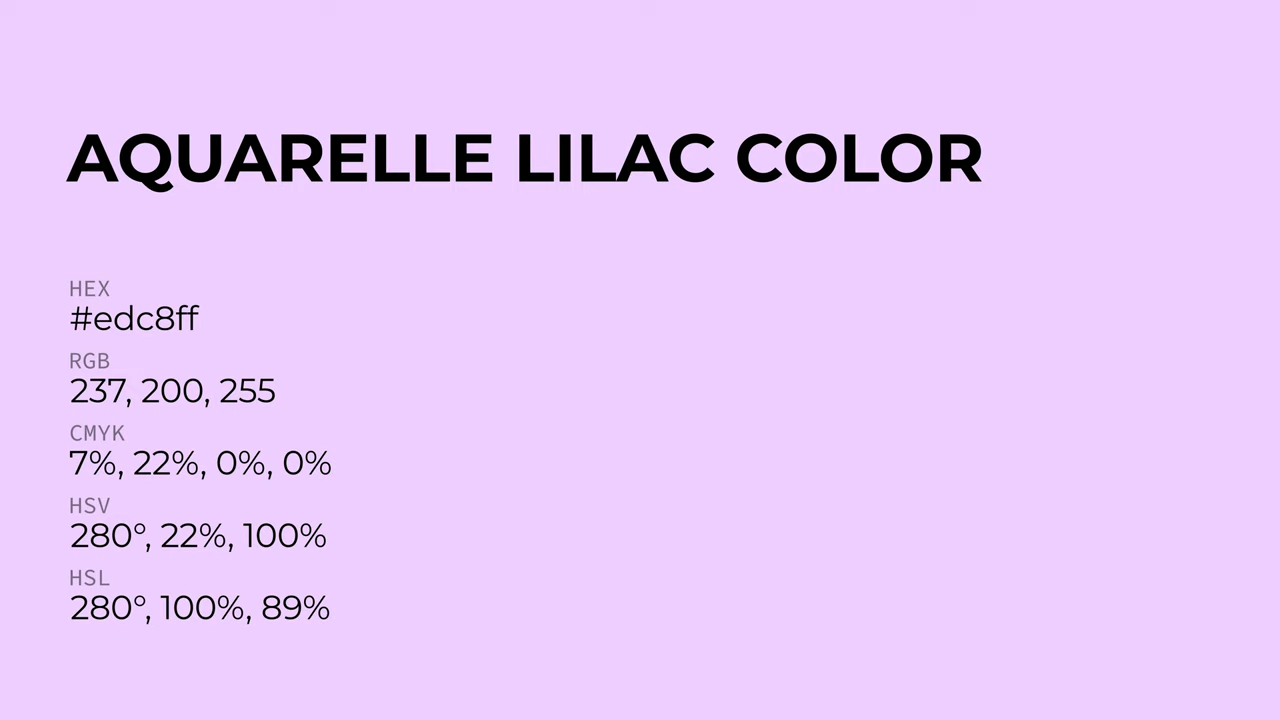 AQUARELLE LILAC COLOR
HEX
#edc8ff
RGB
237, 200, 255
CMYK
7%, 22%, 0%, 0%
HSV
280°, 22%, 100%
HSL
280°, 100%, 89%